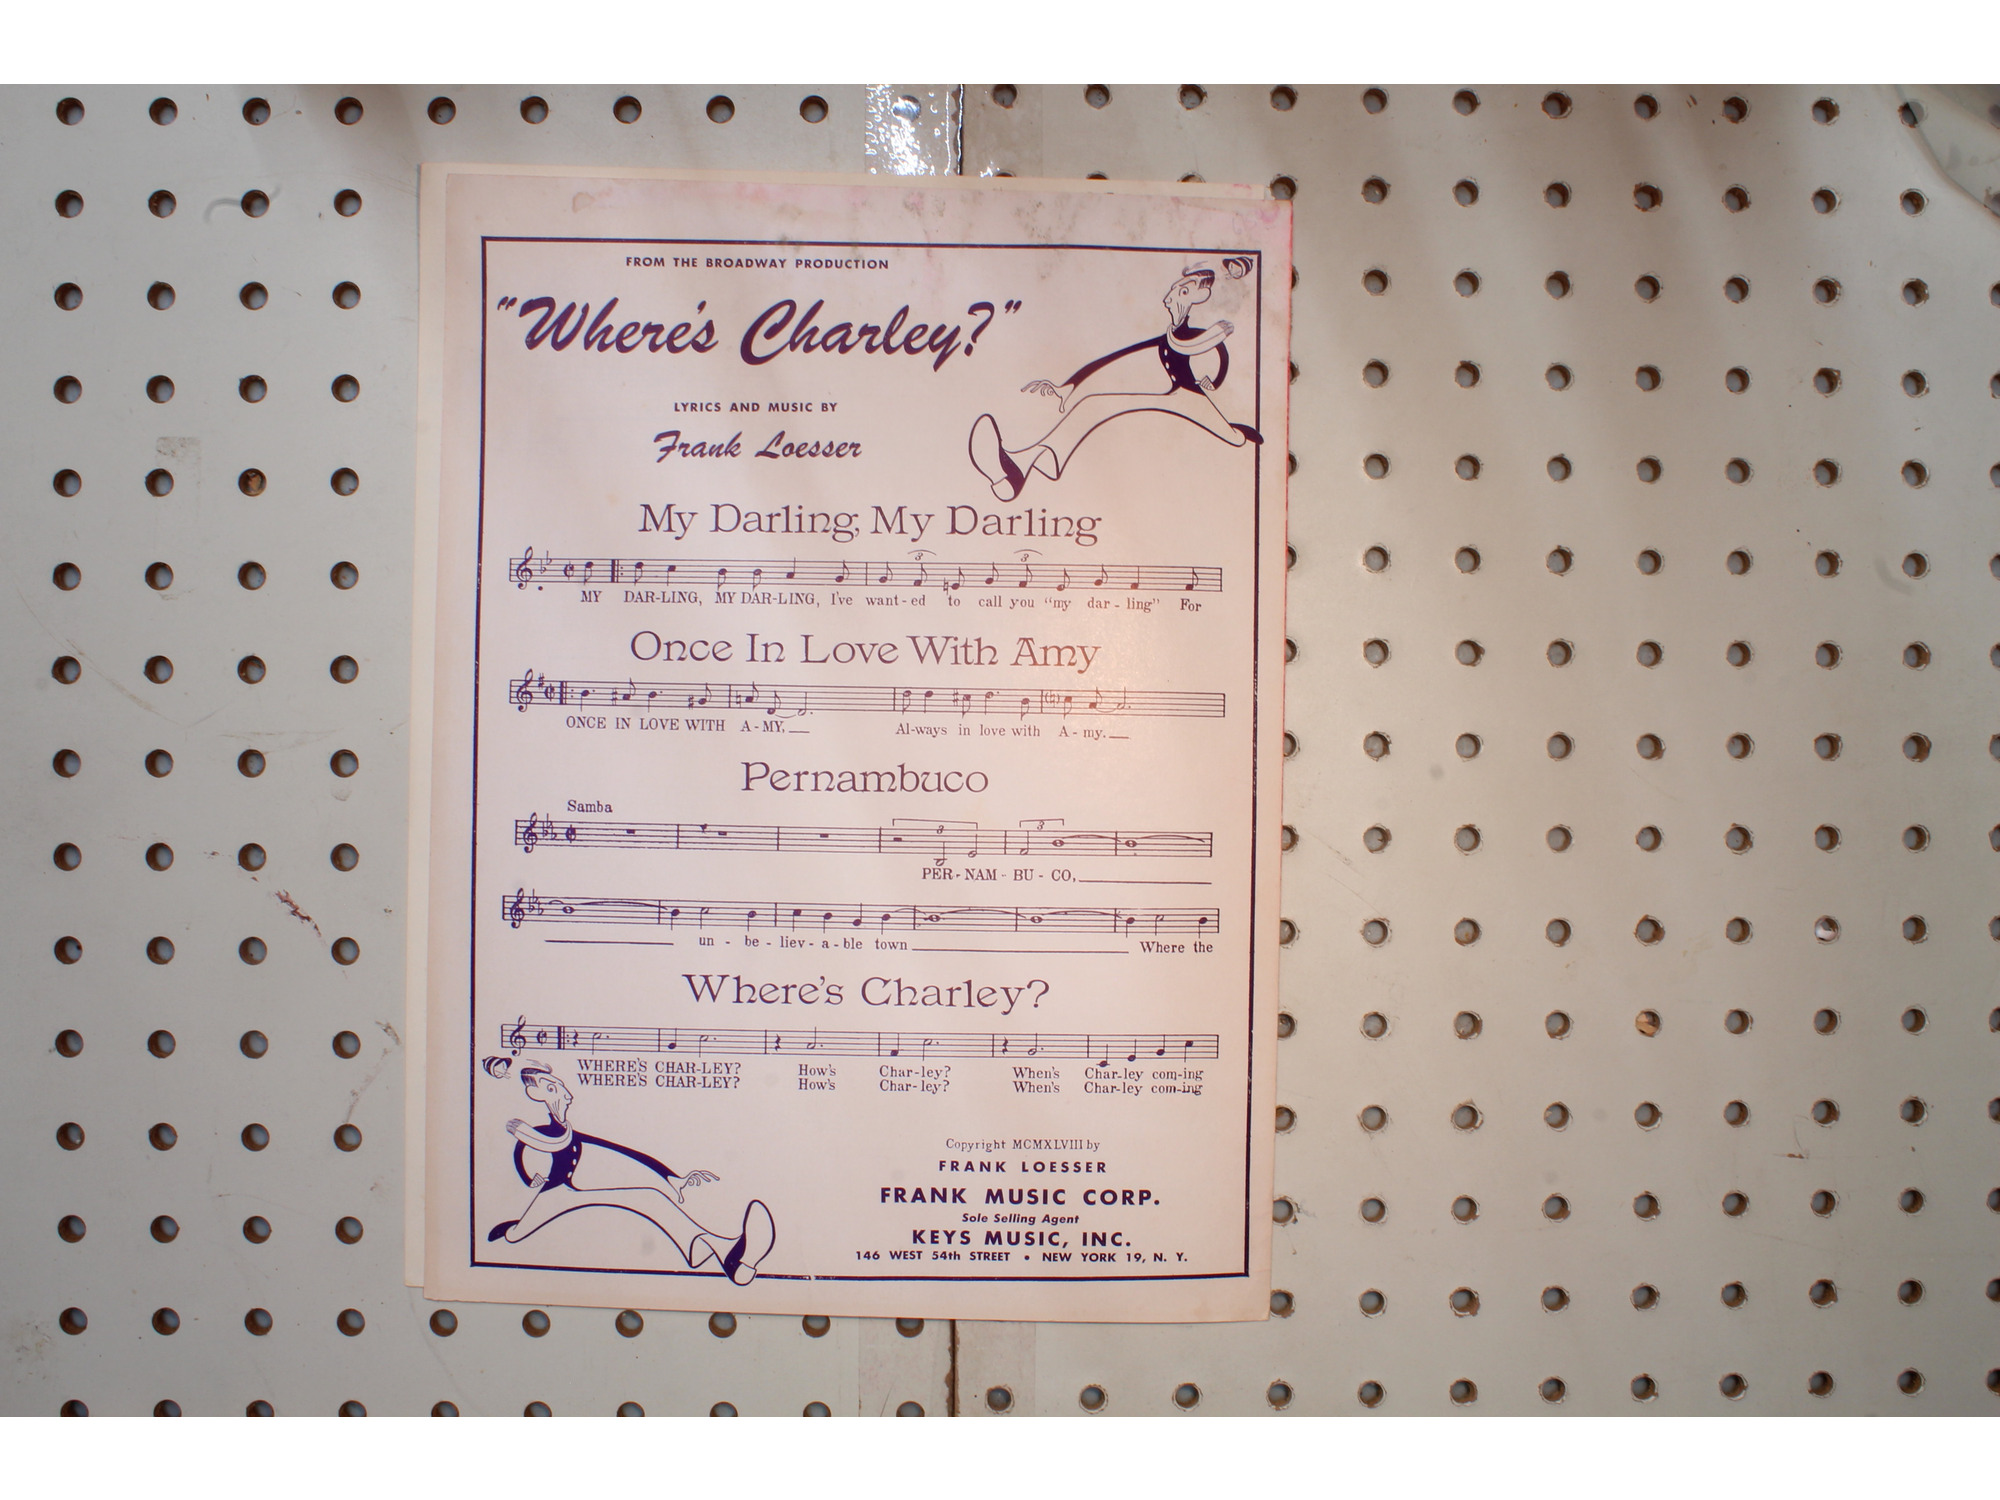 FROM THE BROADWAY PRODUCTION
"Where's Charley?"
LYRICS AND MUSIC BY
Frank Loesser
My Darling, My Darling
3 3
MY DAR-LING, MY DAR-LING, I've want-ed to call you "my dar-ling" For
Once In Love With Amy
ONCE IN LOVE WITH A-MY, Al-ways in love with A-my.
Pernambuco
Samba
3 3
PER-NAM-BU-CO,
un-be-liev-a-ble town Where the
Where's Charley?
WHERE'S CHAR-LEY? How's Char-ley? When's Char-ley com-ing
WHERE'S CHAR-LEY? How's Char-ley? When's Char-ley com-ing
Copyright MCMXLVIII by
FRANK LOESSER
FRANK MUSIC CORP.
Sole Selling Agent
KEYS MUSIC, INC.
146 WEST 54th STREET • NEW YORK 19, N. Y.